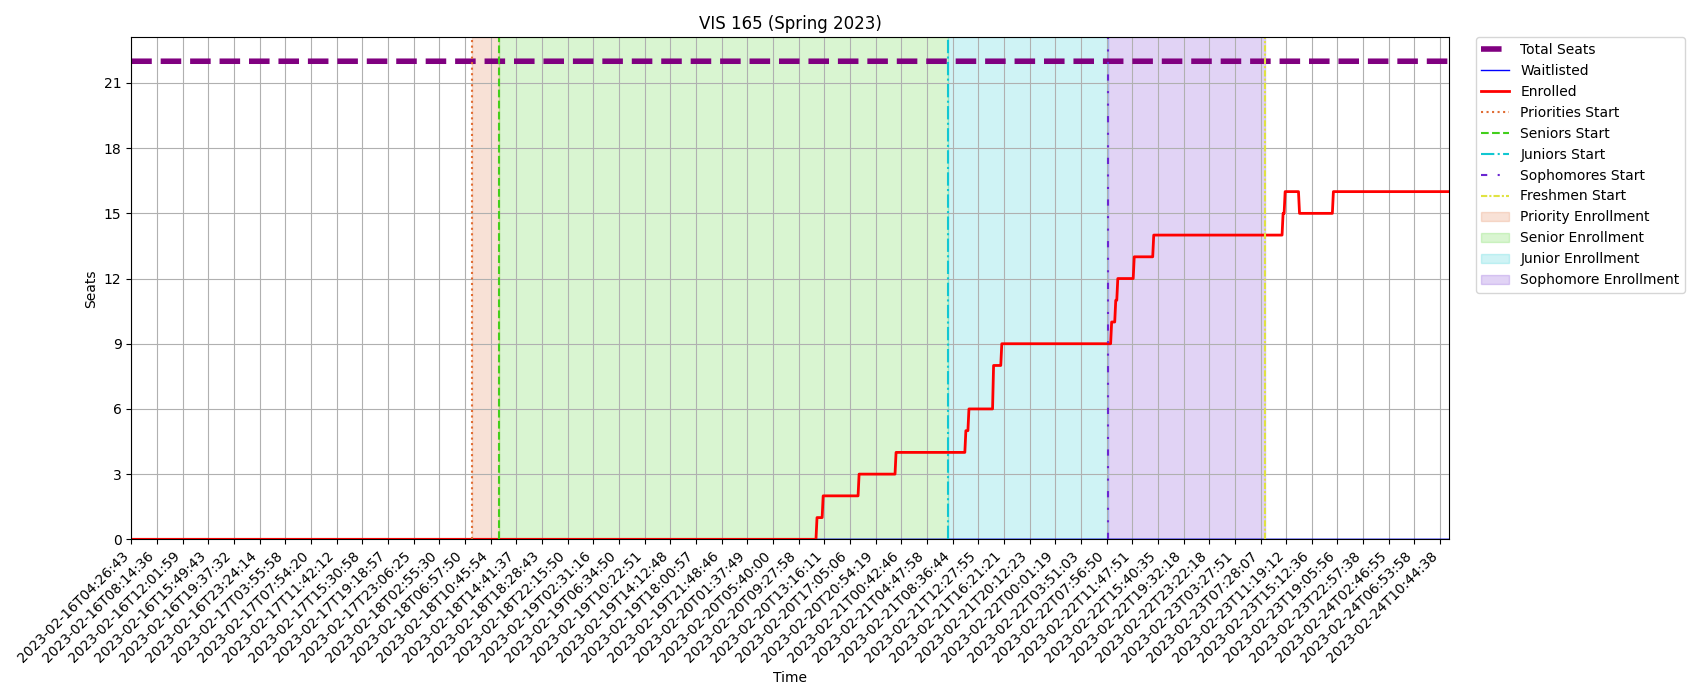 VIS 165 (Spring 2023)
Total Seats
Waitlisted
Enrolled
Priorities Start
Seniors Start
Juniors Start
Sophomores Start
Freshmen Start
Priority Enrollment
Senior Enrollment
Junior Enrollment
Sophomore Enrollment
Seats
21
18
15
12
9
6
3
0
2023-02-16T04:26:43
2023-02-16T08:14:36
2023-02-16T12:01:59
2023-02-16T15:49:43
2023-02-16T19:37:32
2023-02-16T23:24:14
2023-02-17T03:55:58
2023-02-17T07:54:20
2023-02-17T11:42:12
2023-02-17T15:30:58
2023-02-17T19:18:57
2023-02-17T23:06:25
2023-02-18T02:55:30
2023-02-18T06:57:50
2023-02-18T10:45:54
2023-02-18T14:41:37
2023-02-18T18:28:43
2023-02-18T22:15:50
2023-02-19T02:31:16
2023-02-19T06:34:50
2023-02-19T10:22:51
2023-02-19T14:12:48
2023-02-19T18:00:57
2023-02-19T21:48:46
2023-02-20T01:37:49
2023-02-20T05:40:00
2023-02-20T09:27:58
2023-02-20T13:16:11
2023-02-20T17:05:06
2023-02-20T20:54:19
2023-02-21T00:42:46
2023-02-21T04:47:58
2023-02-21T08:36:44
2023-02-21T12:27:55
2023-02-21T16:21:21
2023-02-21T20:12:23
2023-02-22T00:01:19
2023-02-22T03:51:03
2023-02-22T07:56:50
2023-02-22T11:47:51
2023-02-22T15:40:35
2023-02-22T19:32:18
2023-02-22T23:22:18
2023-02-23T03:27:51
2023-02-23T07:28:07
2023-02-23T11:19:12
2023-02-23T15:12:36
2023-02-23T19:05:56
2023-02-23T22:57:38
2023-02-24T02:46:55
2023-02-24T06:53:58
2023-02-24T10:44:38
Time